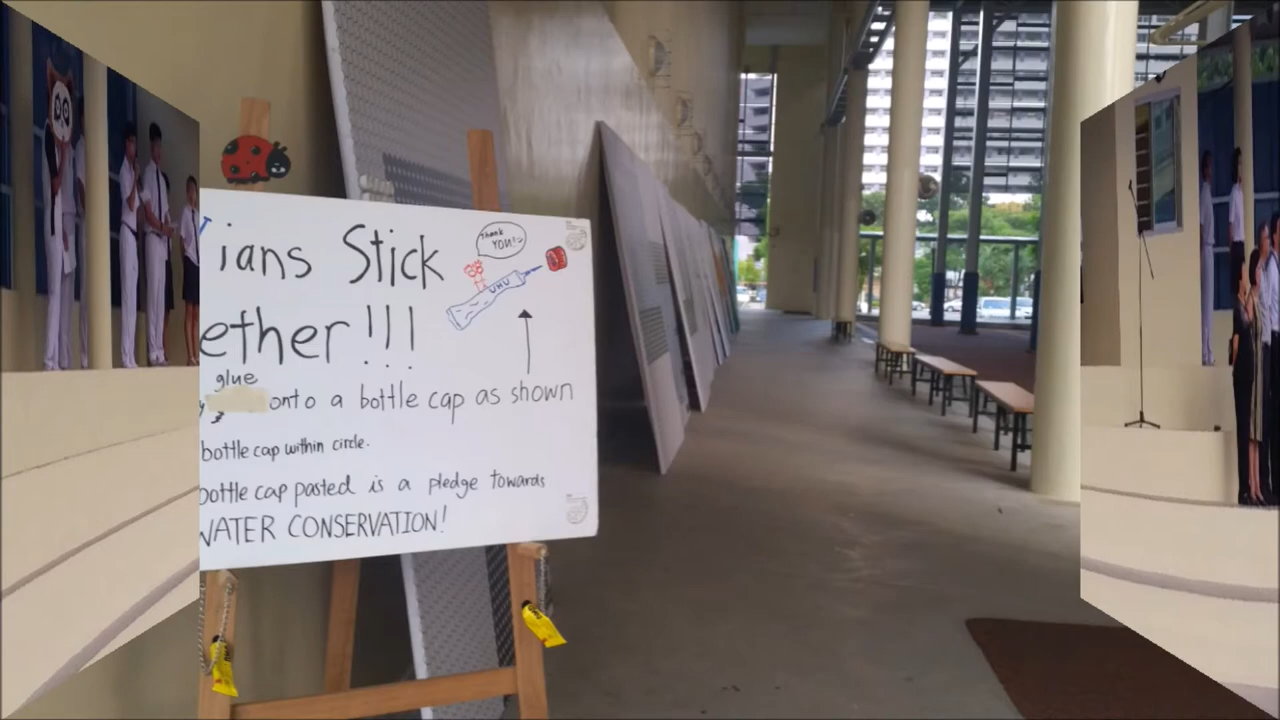 ians Stick
ether!!!
Thank
YOU!
UHU
glue
onto a bottle cap as shown
bottle cap within circle.
bottle cap pasted is a pledge towards
WATER CONSERVATION!